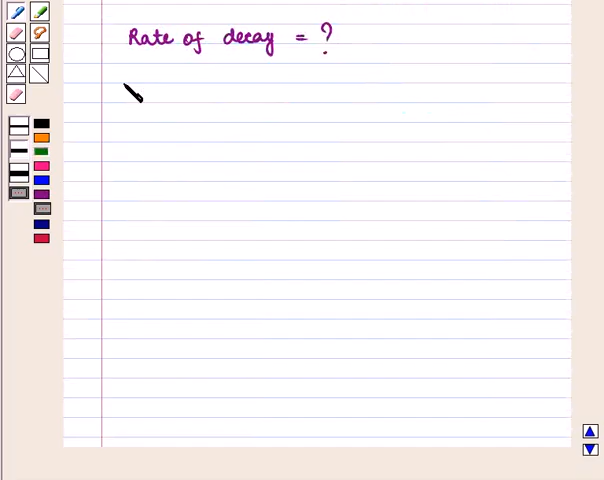 Rate of decay = ?